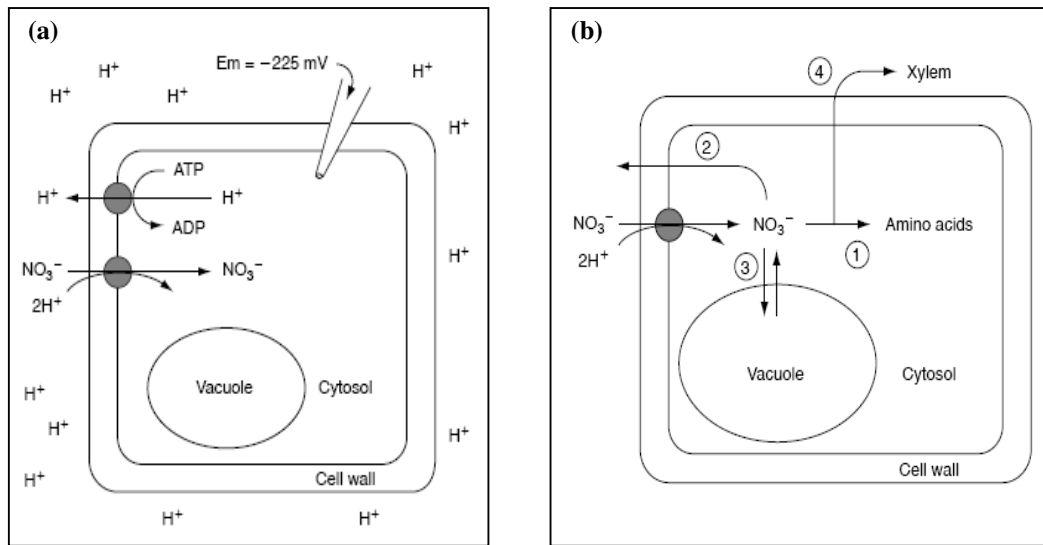 (a)
H⁺
H⁺
H⁺
Em = −225 mV
H⁺
H⁺
ATP
H⁺
H⁺
ADP
NO₃⁻
NO₃⁻
2H⁺
H⁺
Vacuole
Cytosol
H⁺
H⁺
H⁺
H⁺
Cell wall
H⁺
H⁺
(b)
4
Xylem
2
NO₃⁻
NO₃⁻
Amino acids
2H⁺
3
1
Vacuole
Cytosol
Cell wall